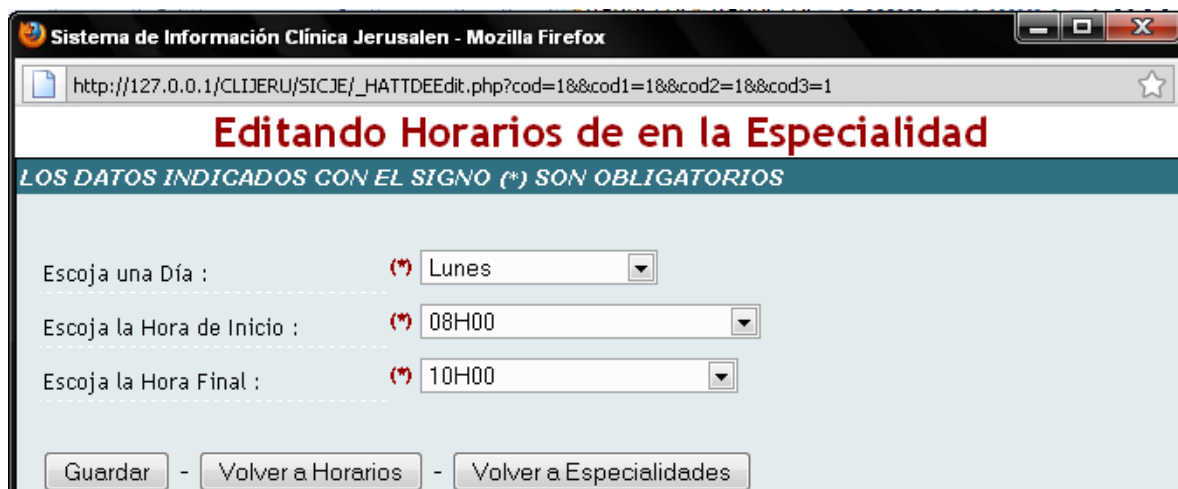 Sistema de Información Clínica Jerusalen - Mozilla Firefox
http://127.0.0.1/CLIJERU/SICJE/_HATTDEEdit.php?cod=1&&cod1=1&&cod2=1&&cod3=1
Editando Horarios de en la Especialidad
LOS DATOS INDICADOS CON EL SIGNO (*) SON OBLIGATORIOS
Escoja una Día : (*) Lunes
Escoja la Hora de Inicio : (*) 08H00
Escoja la Hora Final : (*) 10H00
Guardar - Volver a Horarios - Volver a Especialidades